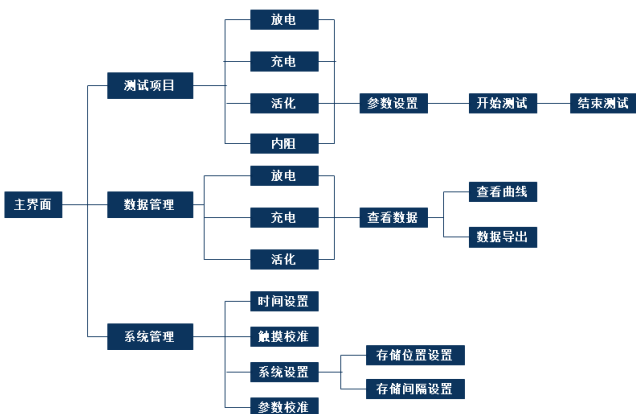 放电
充电
测试项目
活化
参数设置
开始测试
结束测试
内阻
放电
查看曲线
主界面
数据管理
充电
查看数据
数据导出
活化
时间设置
系统管理
触摸校准
存储位置设置
系统设置
存储间隔设置
参数校准